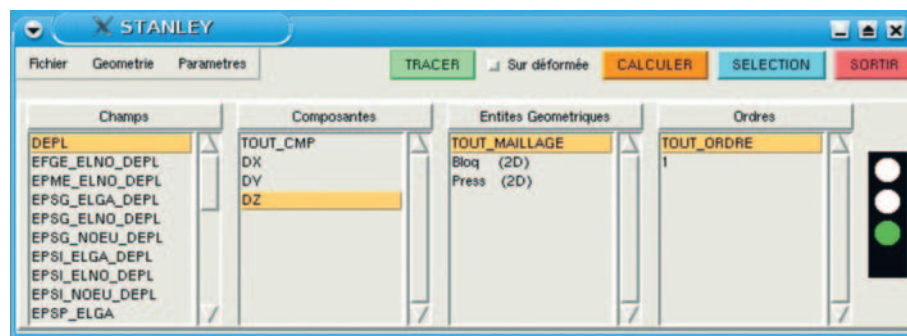 STANLEY
Fichier Geometrie Parametres TRACER Sur déformée CALCULER SELECTION SORTIR
Champs Composantes Entites Geometriques Ordres
DEPL TOUT_CMP TOUT_MAILLAGE TOUT_ORDRE
EFGE_ELNO_DEPL DX Bloq (2D) 1
EPME_ELNO_DEPL DY Press (2D)
EPSG_ELGA_DEPL DZ
EPSG_ELNO_DEPL
EPSG_NOEU_DEPL
EPSI_ELGA_DEPL
EPSI_ELNO_DEPL
EPSI_NOEU_DEPL
EPSP_ELGA